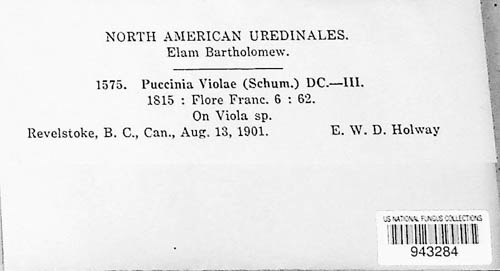 NORTH AMERICAN UREDINALES.
Elam Bartholomew.
1575. Puccinia Violae (Schum.) DC.—III.
1815 : Flore Franc. 6 : 62.
On Viola sp.
Revelstoke, B. C., Can., Aug. 13, 1901. E. W. D. Holway
US NATIONAL FUNGUS COLLECTIONS
943284